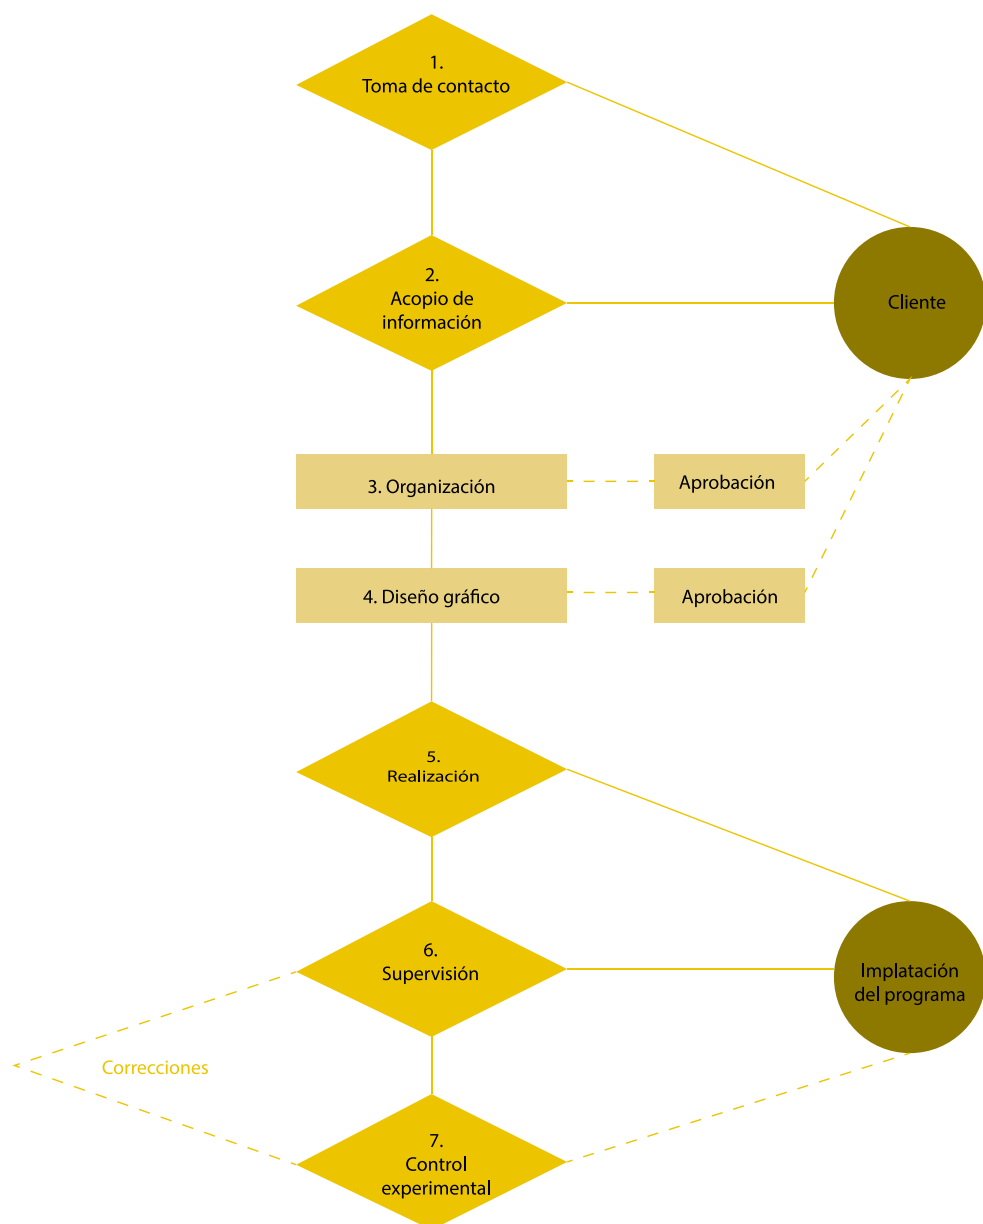 1.
Toma de contacto
2.
Acopio de
información
Cliente
3. Organización
Aprobación
4. Diseño gráfico
Aprobación
5.
Realización
6.
Supervisión
Implatación
del programa
Correcciones
7.
Control
experimental